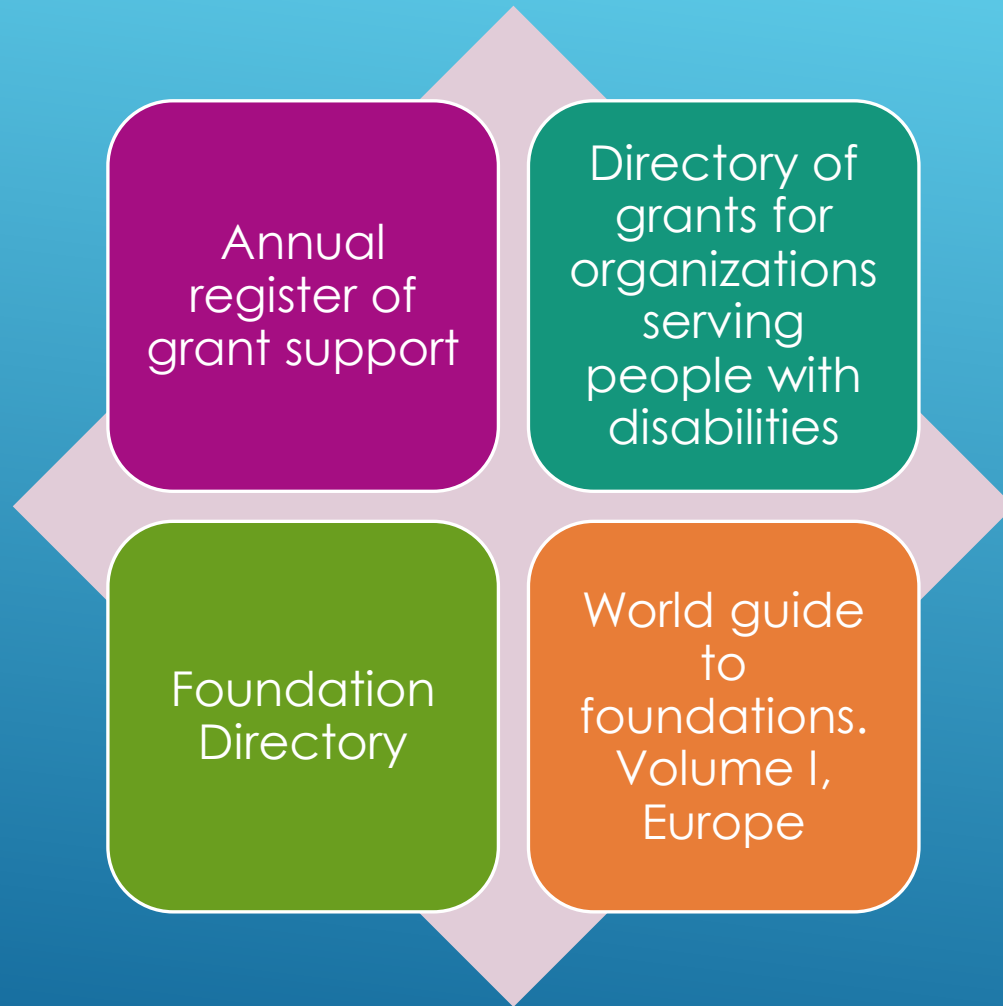 Annual
register of
grant support
Directory of
grants for
organizations
serving
people with
disabilities
Foundation
Directory
World guide
to
foundations.
Volume I,
Europe